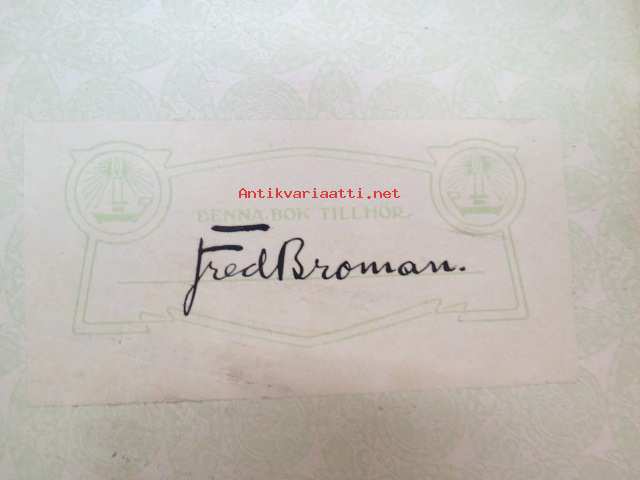 Antikvariaatti.net
DENNA BOK TILLHÖR
Fred Broman.